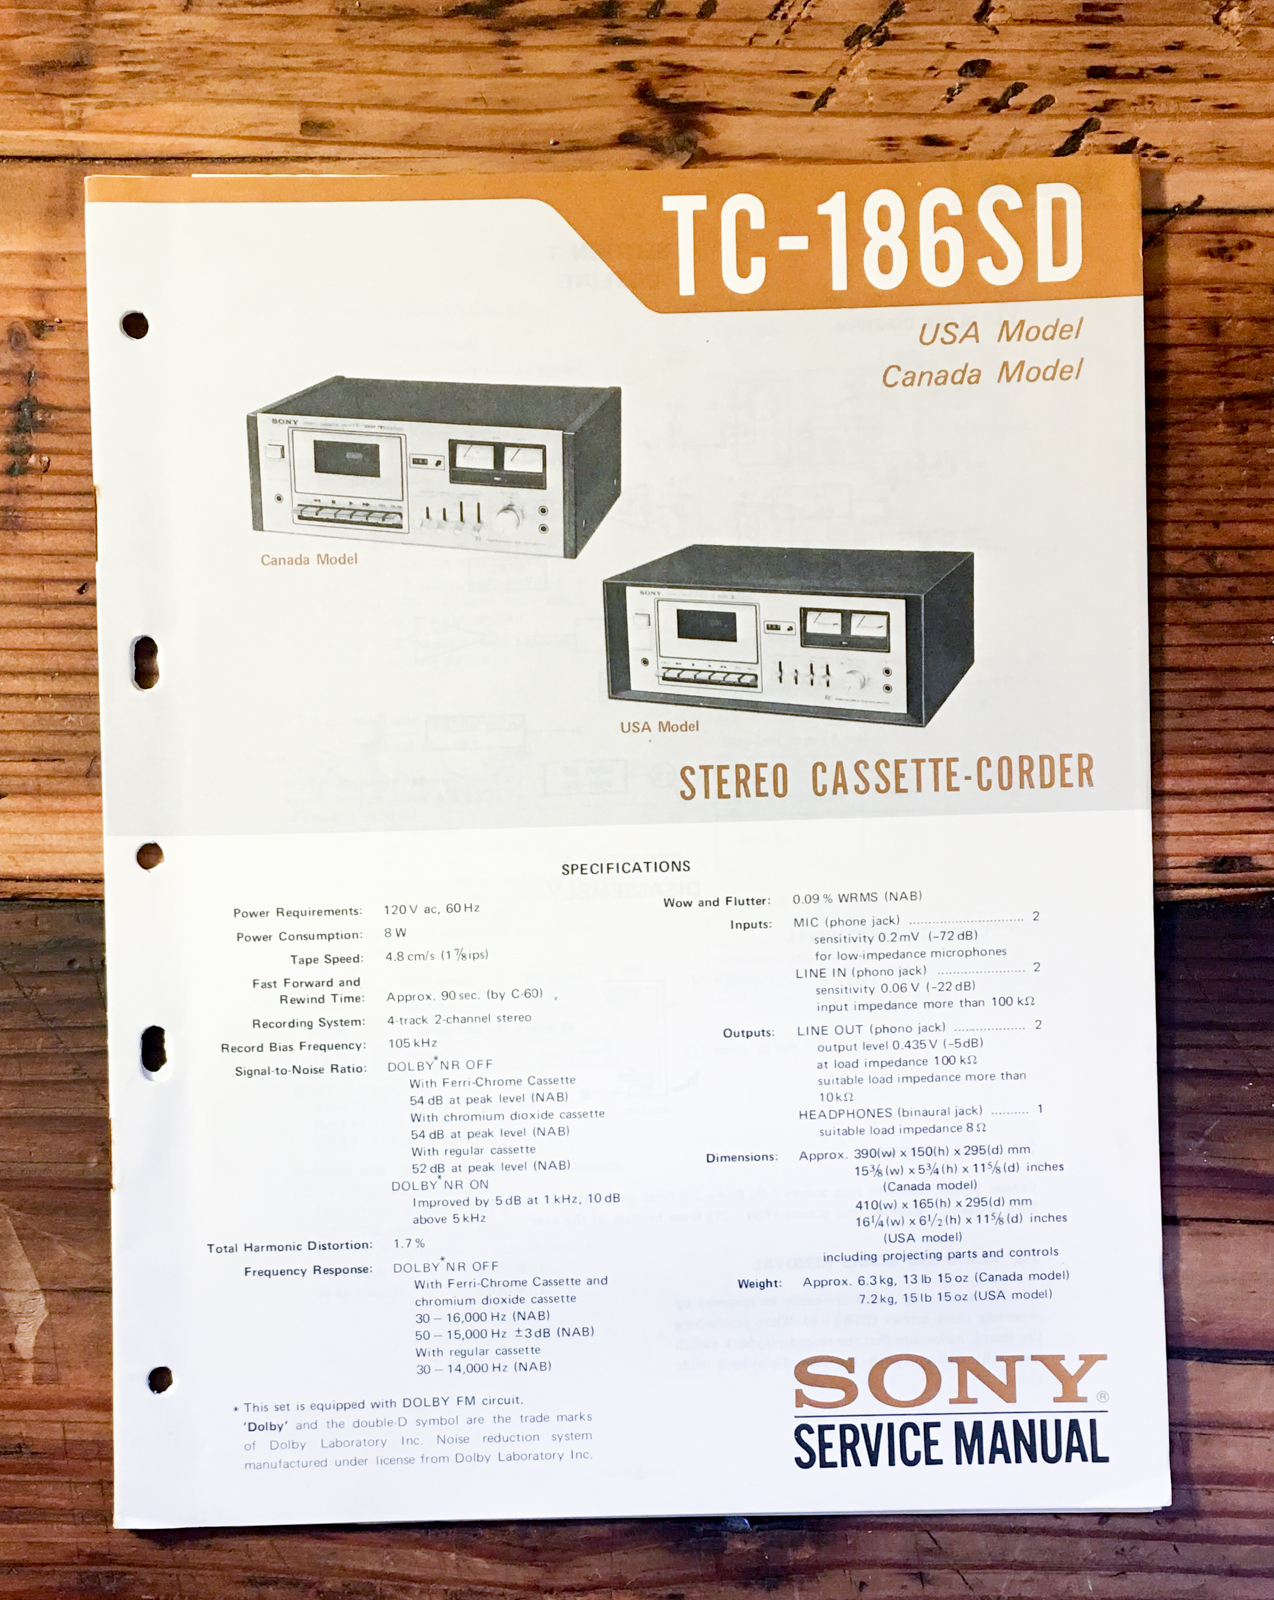 TC-186SD
USA Model
Canada Model
SONY
Canada Model
SONY
USA Model
STEREO CASSETTE-CORDER
SPECIFICATIONS
Power Requirements: 120 V ac, 60 Hz
Power Consumption: 8 W
Tape Speed: 4.8 cm/s (1 7/8 ips)
Fast Forward and
Rewind Time: Approx. 90 sec. (by C-60)
Recording System: 4-track 2-channel stereo
Record Bias Frequency: 105 kHz
Signal-to-Noise Ratio: DOLBY* NR OFF
With Ferri-Chrome Cassette
54 dB at peak level (NAB)
With chromium dioxide cassette
54 dB at peak level (NAB)
With regular cassette
52 dB at peak level (NAB)
DOLBY* NR ON
Improved by 5 dB at 1 kHz, 10 dB
above 5 kHz
Total Harmonic Distortion: 1.7 %
Frequency Response: DOLBY* NR OFF
With Ferri-Chrome Cassette and
chromium dioxide cassette
30 – 16,000 Hz (NAB)
50 – 15,000 Hz ±3 dB (NAB)
With regular cassette
30 – 14,000 Hz (NAB)
* This set is equipped with DOLBY FM circuit.
'Dolby' and the double-D symbol are the trade marks
of Dolby Laboratory Inc. Noise reduction system
manufactured under license from Dolby Laboratory Inc.
Wow and Flutter: 0.09 % WRMS (NAB)
Inputs: MIC (phone jack) .............................. 2
sensitivity 0.2 mV (−72 dB)
for low-impedance microphones
LINE IN (phono jack) ....................... 2
sensitivity 0.06 V (−22 dB)
input impedance more than 100 kΩ
Outputs: LINE OUT (phono jack) ................... 2
output level 0.435 V (−5 dB)
at load impedance 100 kΩ
suitable load impedance more than
10 kΩ
HEADPHONES (binaural jack) .......... 1
suitable load impedance 8 Ω
Dimensions: Approx. 390(w) x 150(h) x 295(d) mm
15 3/8 (w) x 5 3/4 (h) x 11 5/8 (d) inches
(Canada model)
410(w) x 165(h) x 295(d) mm
16 1/4 (w) x 6 1/2 (h) x 11 5/8 (d) inches
(USA model)
including projecting parts and controls
Weight: Approx. 6.3 kg, 13 lb 15 oz (Canada model)
7.2 kg, 15 lb 15 oz (USA model)
SONY®
SERVICE MANUAL